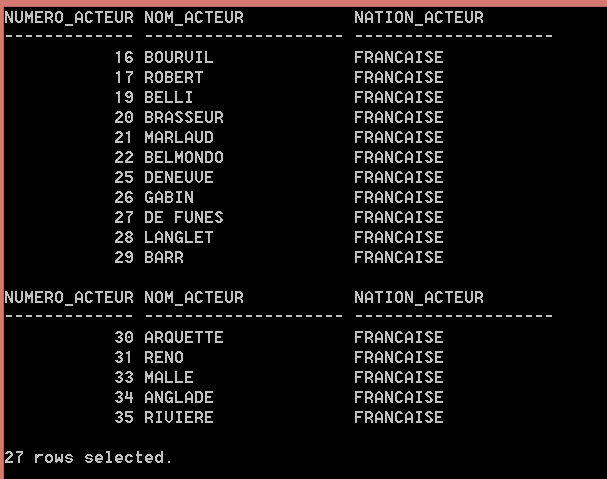 NUMERO_ACTEUR NOM_ACTEUR           NATION_ACTEUR
------------- -------------------- --------------------
           16 BOURVIL              FRANCAISE
           17 ROBERT               FRANCAISE
           19 BELLI                FRANCAISE
           20 BRASSEUR             FRANCAISE
           21 MARLAUD              FRANCAISE
           22 BELMONDO             FRANCAISE
           25 DENEUVE              FRANCAISE
           26 GABIN                FRANCAISE
           27 DE FUNES             FRANCAISE
           28 LANGLET              FRANCAISE
           29 BARR                 FRANCAISE
NUMERO_ACTEUR NOM_ACTEUR           NATION_ACTEUR
------------- -------------------- --------------------
           30 ARQUETTE             FRANCAISE
           31 RENO                 FRANCAISE
           33 MALLE                FRANCAISE
           34 ANGLADE              FRANCAISE
           35 RIVIERE              FRANCAISE
27 rows selected.